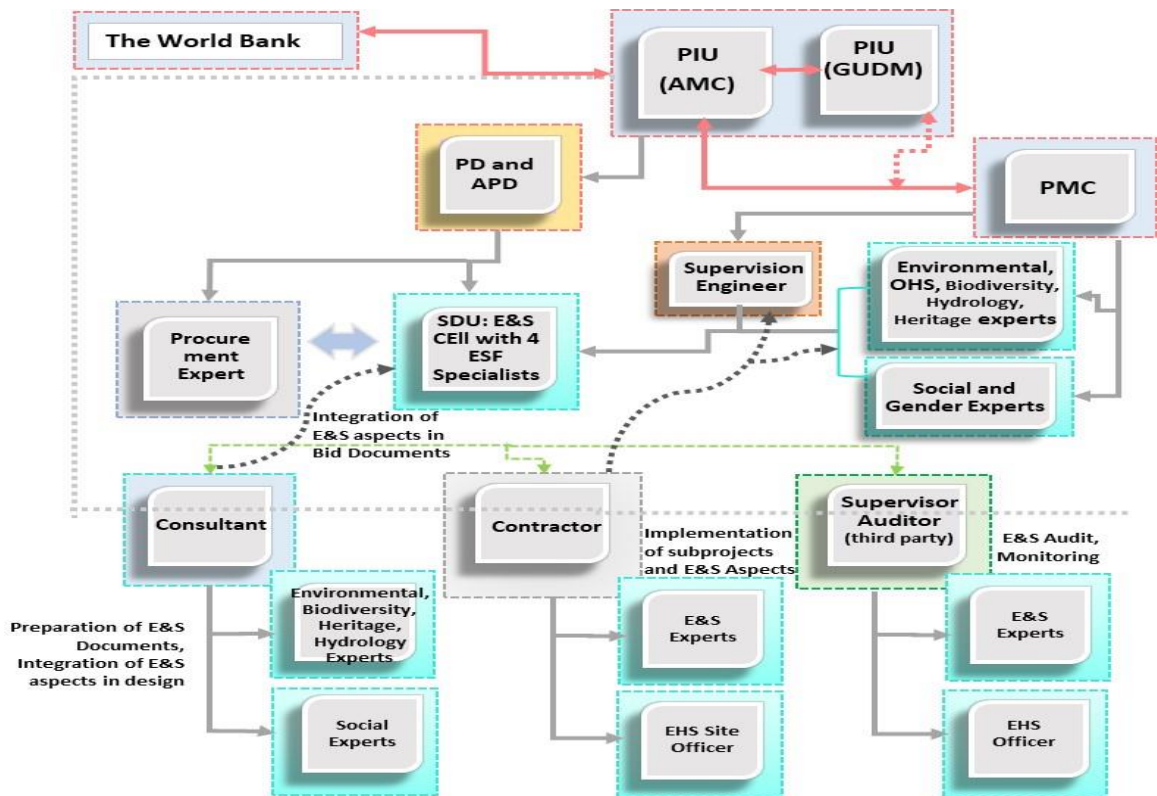 The World Bank
PIU
(AMC)
PIU
(GUDM)
PD and
APD
PMC
Supervision
Engineer
Environmental,
OHS, Biodiversity,
Hydrology,
Heritage experts
Procure
ment
Expert
SDU: E&S
CEll with 4
ESF
Specialists
Social and
Gender Experts
Integration of
E&S aspects in
Bid Documents
Consultant
Contractor
Implementation
of subprojects
and E&S Aspects
Supervisor
Auditor
(third party)
E&S Audit,
Monitoring
Preparation of E&S
Documents,
Integration of E&S
aspects in design
Environmental,
Biodiversity,
Heritage,
Hydrology
Experts
E&S
Experts
E&S
Experts
Social
Experts
EHS Site
Officer
EHS
Officer